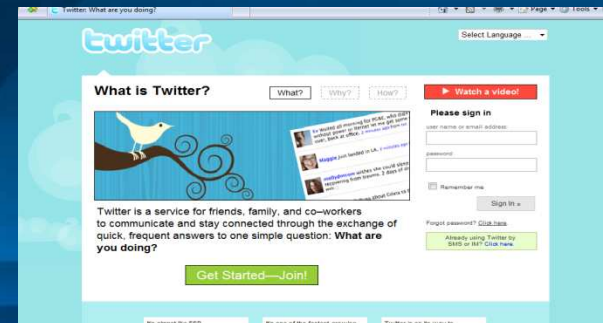 Twitter: What are you doing?
Page
Tools
twitter
Select Language ...
What is Twitter?
What?
Why?
How?
Watch a video!
Please sign in
user name or email address:
password:
Remember me
Sign In »
Forgot password? Click here.
Already using Twitter by
SMS or IM? Click here.
Twitter is a service for friends, family, and co–workers
to communicate and stay connected through the exchange of
quick, frequent answers to one simple question: What are
you doing?
Get Started—Join!